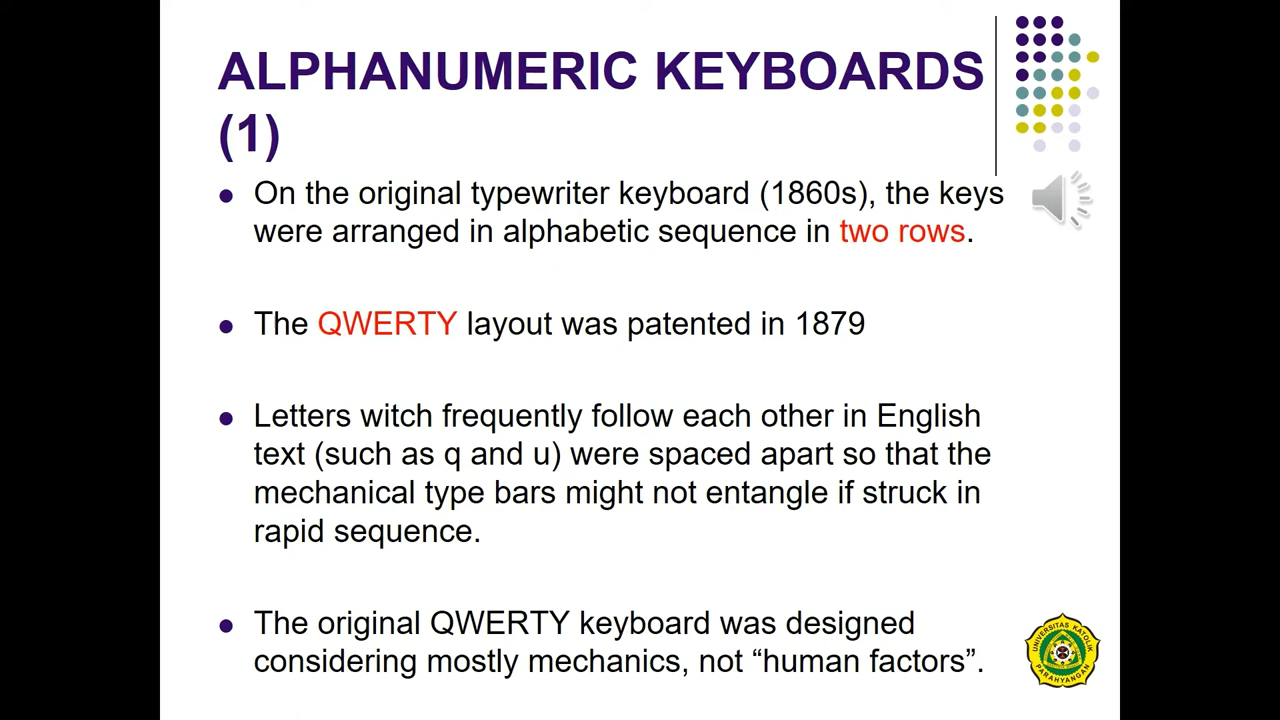 ALPHANUMERIC KEYBOARDS
(1)
On the original typewriter keyboard (1860s), the keys
were arranged in alphabetic sequence in two rows.
The QWERTY layout was patented in 1879
Letters witch frequently follow each other in English
text (such as q and u) were spaced apart so that the
mechanical type bars might not entangle if struck in
rapid sequence.
The original QWERTY keyboard was designed
considering mostly mechanics, not “human factors”.
UNIVERSITAS KATOLIK
PARAHYANGAN